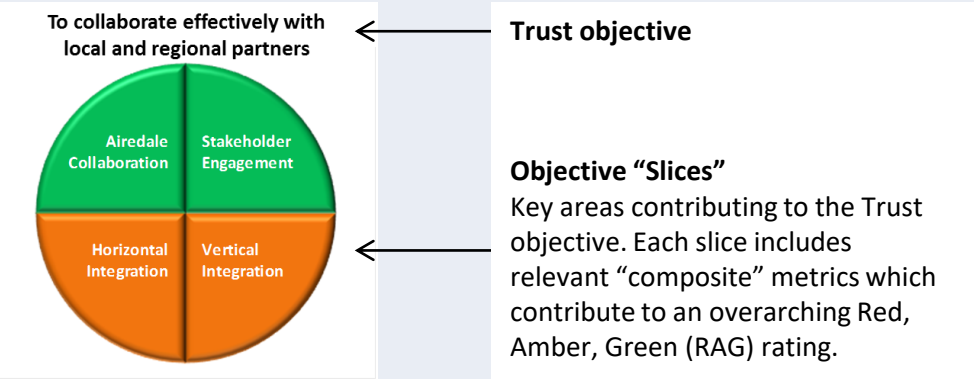 To collaborate effectively with
local and regional partners
Airedale
Collaboration
Stakeholder
Engagement
Horizontal
Integration
Vertical
Integration
Trust objective
Objective “Slices”
Key areas contributing to the Trust
objective. Each slice includes
relevant “composite” metrics which
contribute to an overarching Red,
Amber, Green (RAG) rating.